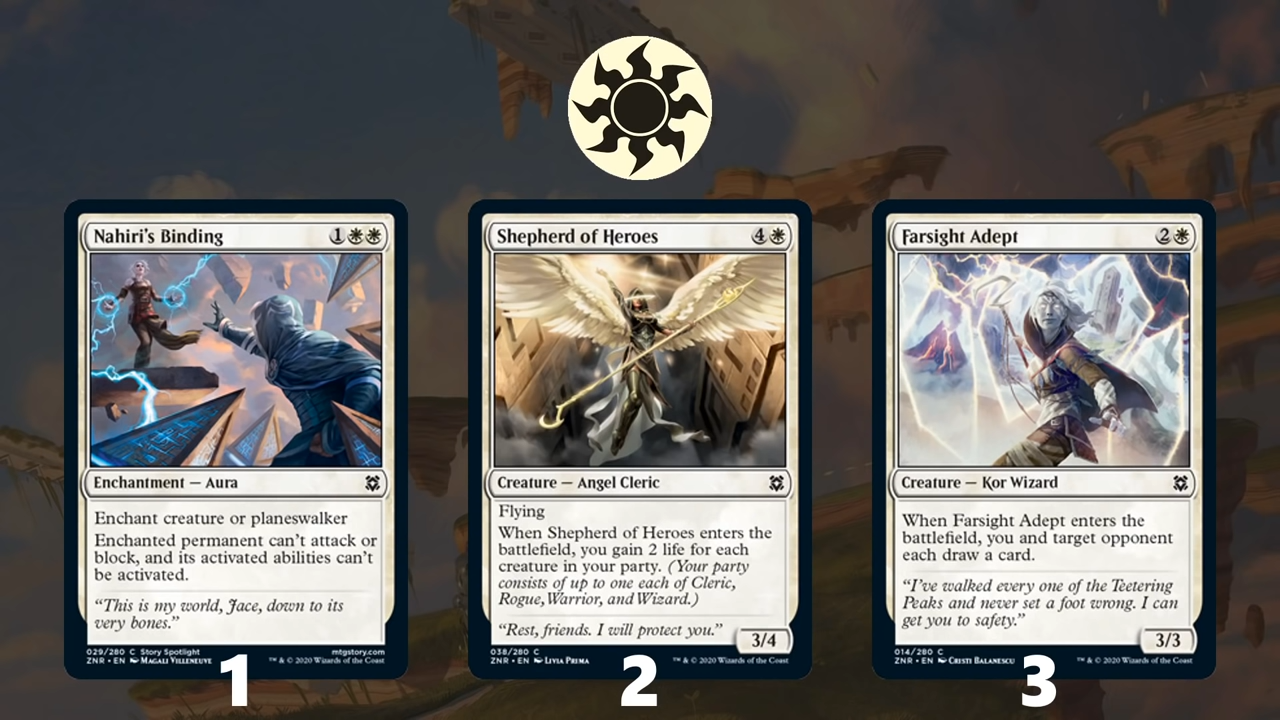 Nahiri's Binding
1
Enchantment — Aura
Enchant creature or planeswalker
Enchanted permanent can't attack or
block, and its activated abilities can't
be activated.
"This is my world, Jace, down to its
very bones."
029/280 C Story Spotlight
mtgstory.com
ZNR • EN Magali Villeneuve
™ & © 2020 Wizards of the Coast
1
Shepherd of Heroes
4
Creature — Angel Cleric
Flying
When Shepherd of Heroes enters the
battlefield, you gain 2 life for each
creature in your party. (Your party
consists of up to one each of Cleric,
Rogue, Warrior, and Wizard.)
"Rest, friends. I will protect you."
3/4
038/280 C
ZNR • EN Livia Prima
™ & © 2020 Wizards of the Coast
2
Farsight Adept
2
Creature — Kor Wizard
When Farsight Adept enters the
battlefield, you and target opponent
each draw a card.
"I've walked every one of the Teetering
Peaks and never set a foot wrong. I can
get you to safety."
3/3
014/280 C
ZNR • EN Cristi Balanescu
™ & © 2020 Wizards of the Coast
3